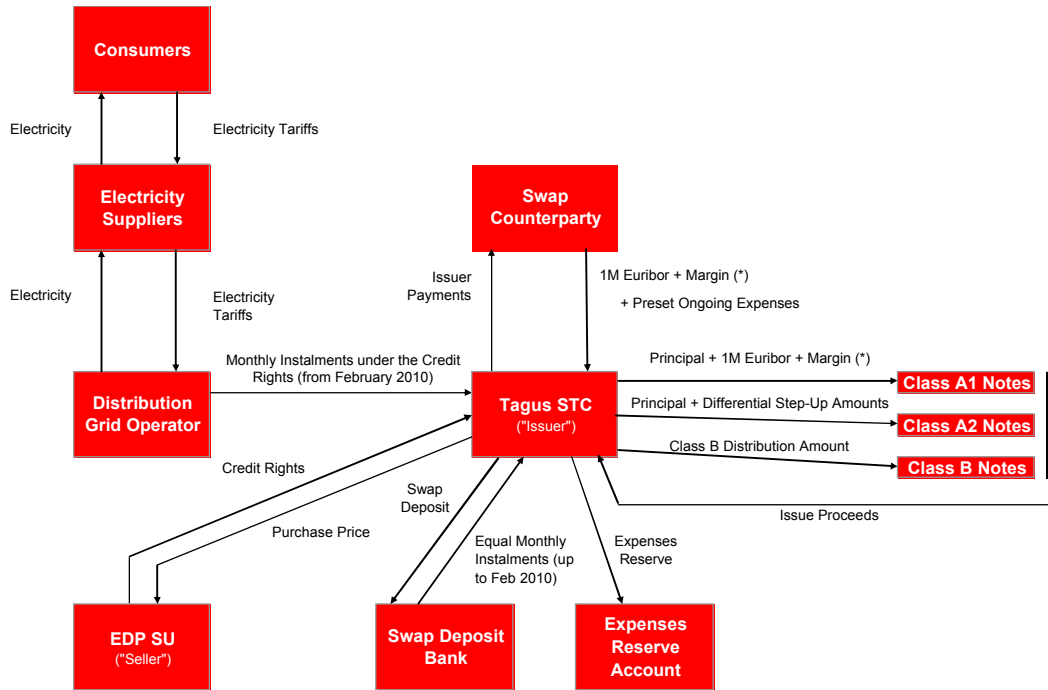 Consumers
Electricity
Electricity Tariffs
Electricity
Suppliers
Swap
Counterparty
Electricity
Electricity
Tariffs
Issuer
Payments
1M Euribor + Margin (*)
+ Preset Ongoing Expenses
Monthly Instalments under the Credit
Rights (from February 2010)
Distribution
Grid Operator
Tagus STC
("Issuer")
Principal + 1M Euribor + Margin (*)
Class A1 Notes
Principal + Differential Step-Up Amounts
Class A2 Notes
Class B Distribution Amount
Class B Notes
Credit Rights
Purchase Price
Swap
Deposit
Equal Monthly
Instalments (up
to Feb 2010)
Expenses
Reserve
Issue Proceeds
EDP SU
("Seller")
Swap Deposit
Bank
Expenses
Reserve
Account